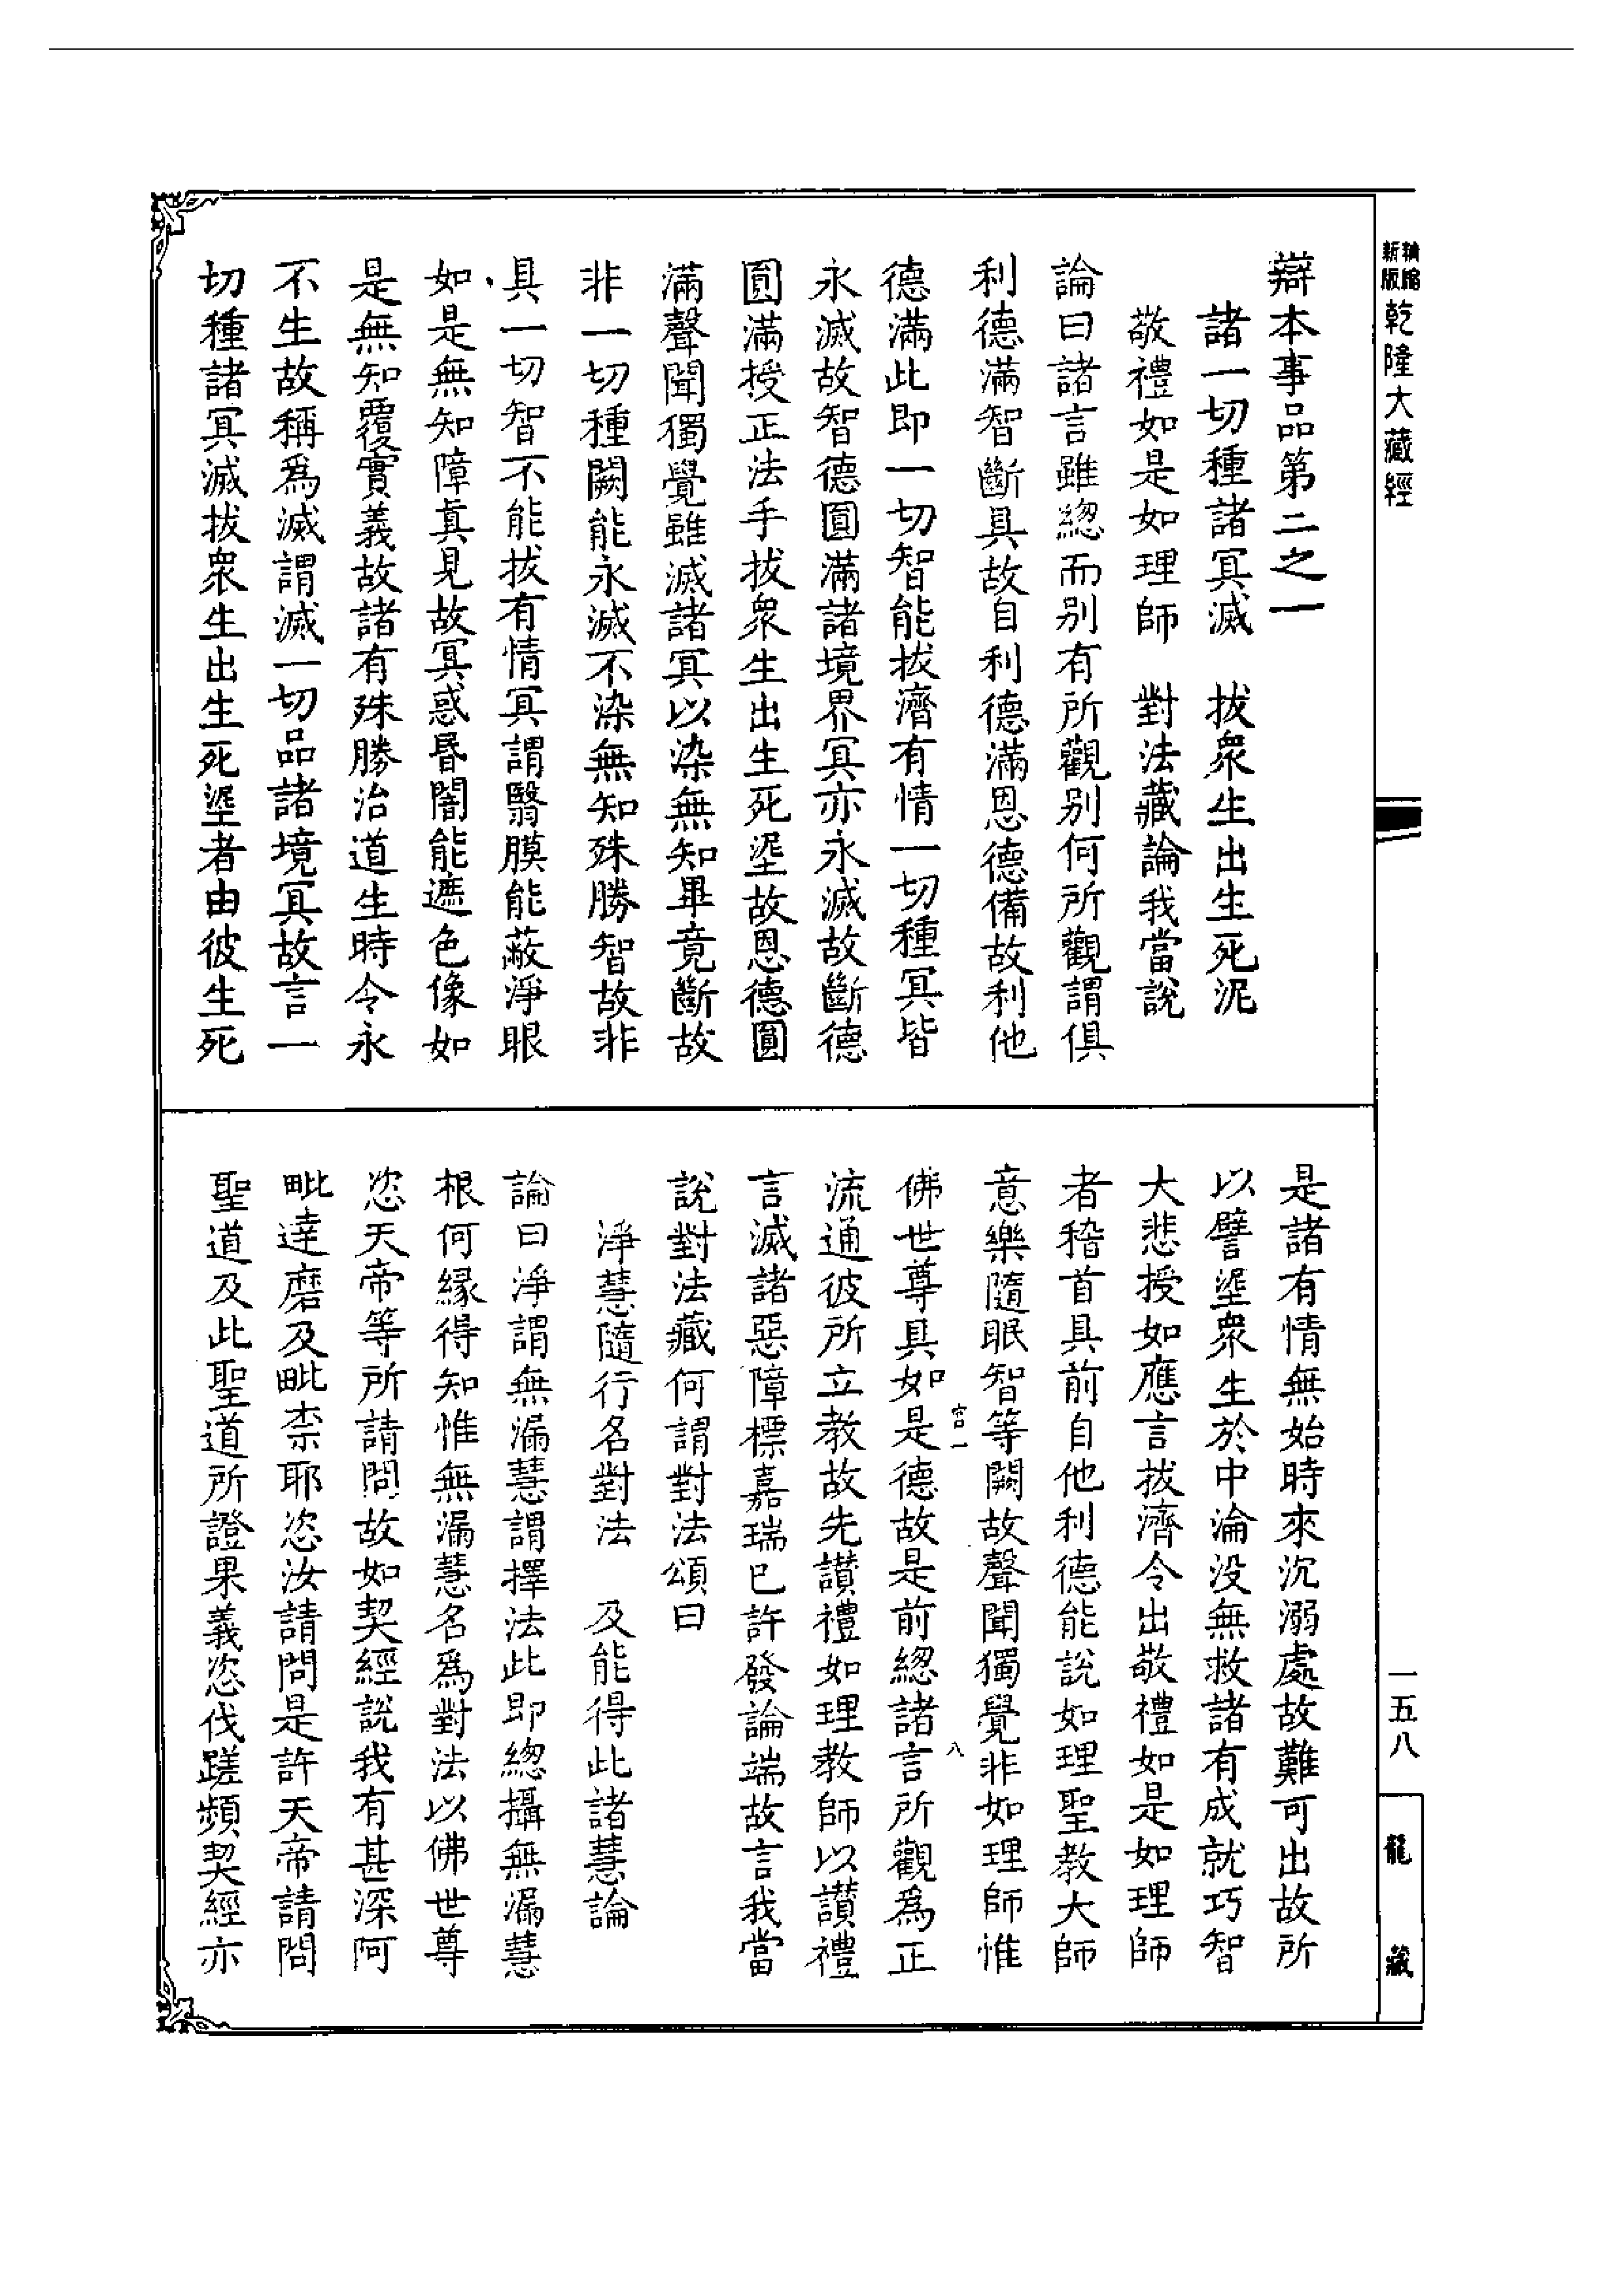 精縮新版乾隆大藏經
辯本事品第二之一
諸一切種諸冥滅　拔衆生出生死泥
敬禮如是如理師　對法藏論我當說
論曰諸言雖總而別有所觀別何所觀謂俱
利德滿智斷具故自利德滿恩德備故利他
德滿此即一切智能拔濟有情一切種冥皆
永滅故智德圓滿諸境界冥亦永滅故斷德
圓滿授正法手拔衆生出生死埿故恩德圓
滿聲聞獨覺雖滅諸冥以染無知畢竟斷故
非一切種闕能永滅不染無知殊勝智故非
具一切智不能拔有情冥謂翳膜能蔽淨眼
如是無知障真見故冥惑昏闇能遮色像如
是無知覆實義故諸有殊勝治道生時令永
不生故稱為滅謂滅一切品諸境冥故言一
切種諸冥滅拔衆生出生死埿者由彼生死
是諸有情無始時來沉溺處故難可出故所
以譬埿衆生於中淪没無救諸有成就巧智
大悲授如應言拔濟令出敬禮如是如理師
者稽首具前自他利德能說如理聖教大師
意樂隨眠智等闕故聲聞獨覺非如理師惟
佛世尊具如是德故是前緫諸言所觀為正
流通彼所立教故先讚禮如理教師以讚禮
言滅諸惡障標嘉瑞已許發論端故言我當
說對法藏何謂對法頌曰
淨慧隨行名對法　及能得此諸慧論
論曰淨謂無漏慧謂擇法此即緫攝無漏慧
根何緣得知惟無漏慧名為對法以佛世尊
恣天帝等所請問故如契經說我有甚深阿
毗達磨及毗柰耶恣汝請問是許天帝請問
聖道及此聖道所證果義恣伐蹉頻契經亦
一五八
龍藏